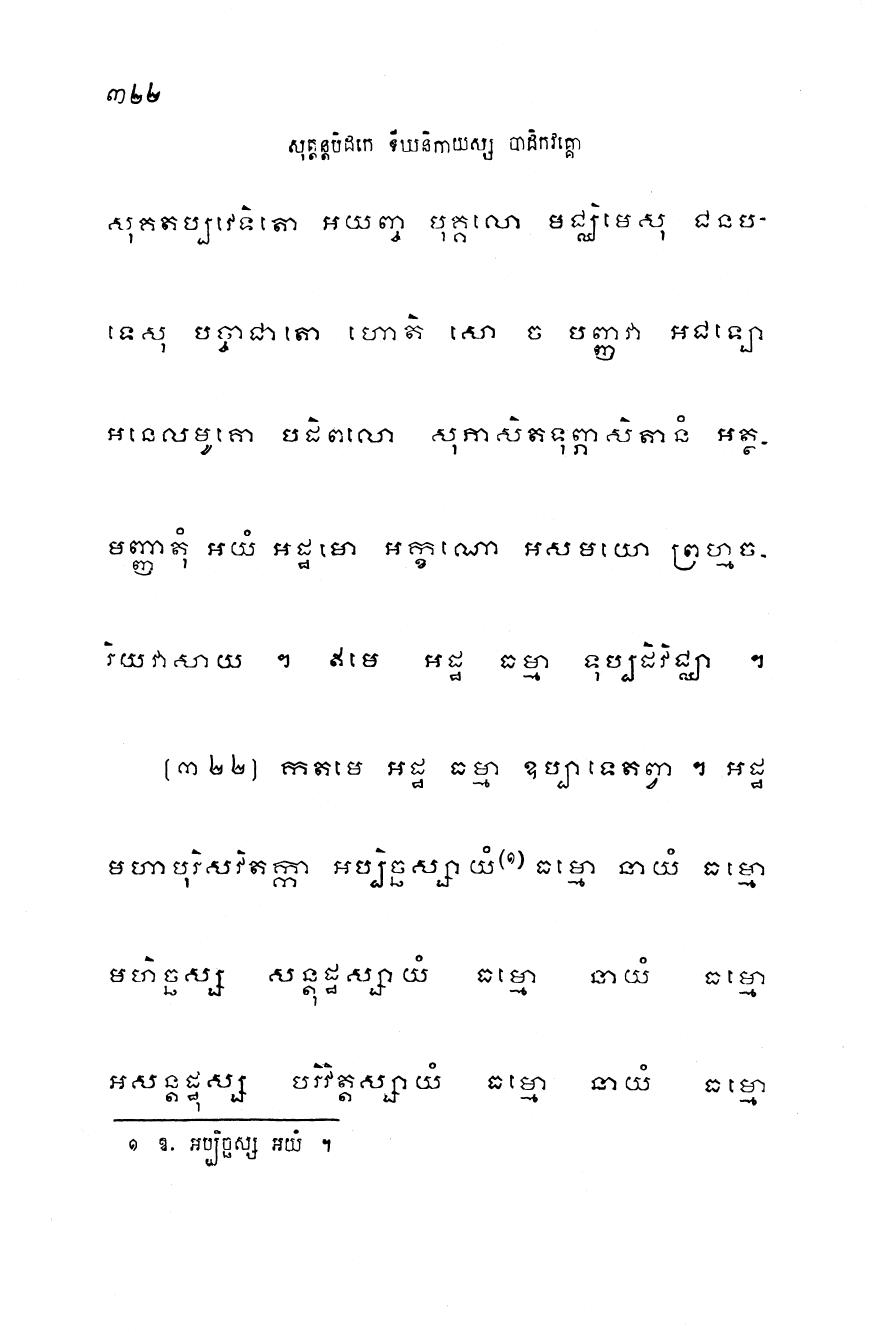 ៣២២
សុត្តន្តបិដកេ ទីឃនិកាយស្ស បាដិកវគ្គោ
សុគតប្បវេទិតោ អយញ្ច បុគ្គលោ មជ្ឈិមេសុ ជនប-
ទេសុ បច្ចាជាតោ ហោតិ សោ ច បញ្ញវា អជឡោ
អនេលមូគោ បដិពលោ សុភាសិតទុព្ភាសិតានំ អត្ថ-
មញ្ញាតុំ អយំ អដ្ឋមោ អក្ខណោ អសមយោ ព្រហ្មច-
រិយវាសាយ ។ ឥមេ អដ្ឋ ធម្មា ទុប្បដិវិជ្ឈា ។
(៣២២) កតមេ អដ្ឋ ធម្មា ឧប្បាទេតព្វា ។ អដ្ឋ
មហាបុរិសវិតក្កា អប្បិច្ឆស្សាយំ(១) ធម្មោ នាយំ ធម្មោ
មហិច្ឆស្ស សន្តុដ្ឋស្សាយំ ធម្មោ នាយំ ធម្មោ
អសន្តុដ្ឋស្ស បវិវិត្តស្សាយំ ធម្មោ នាយំ ធម្មោ
១ ឱ. អប្បិច្ឆស្ស អយំ ។